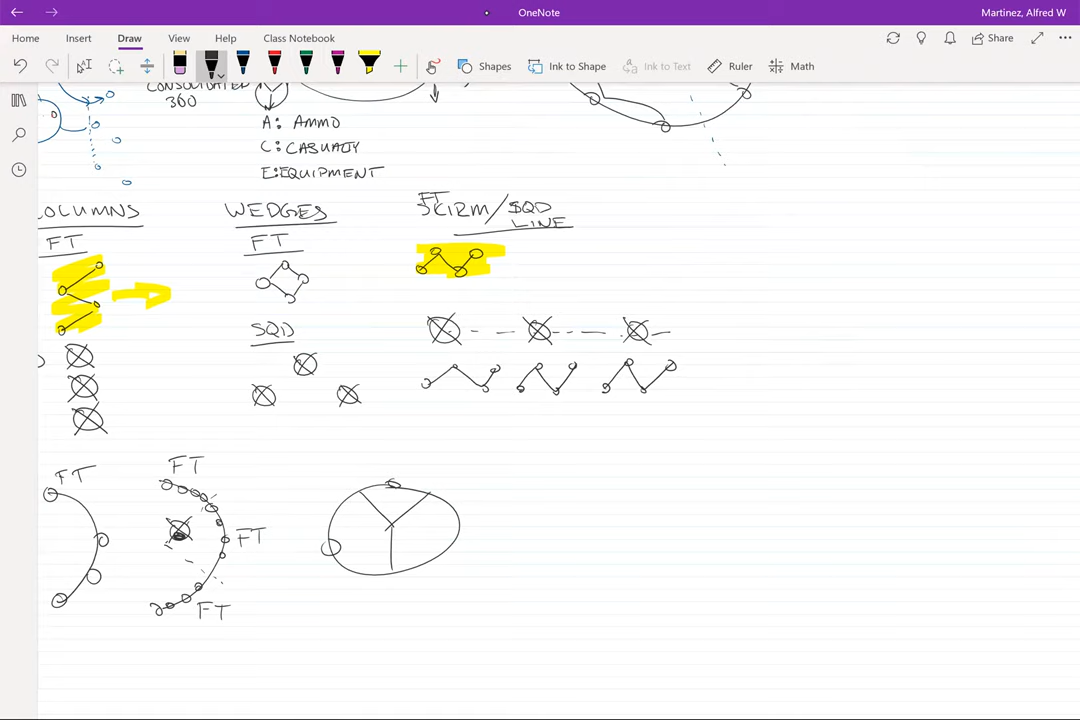 OneNote
Martinez, Alfred W
Home Insert Draw View Help Class Notebook
Share
Shapes Ink to Shape Ink to Text Ruler Math
CONSOLIDATED
360
A: AMMO
C: CASUALTY
E: EQUIPMENT
OLUMNS
FT
WEDGES
FT
SQD
FT
SKIRM/SQD
LINE
FT
FT
FT
FT